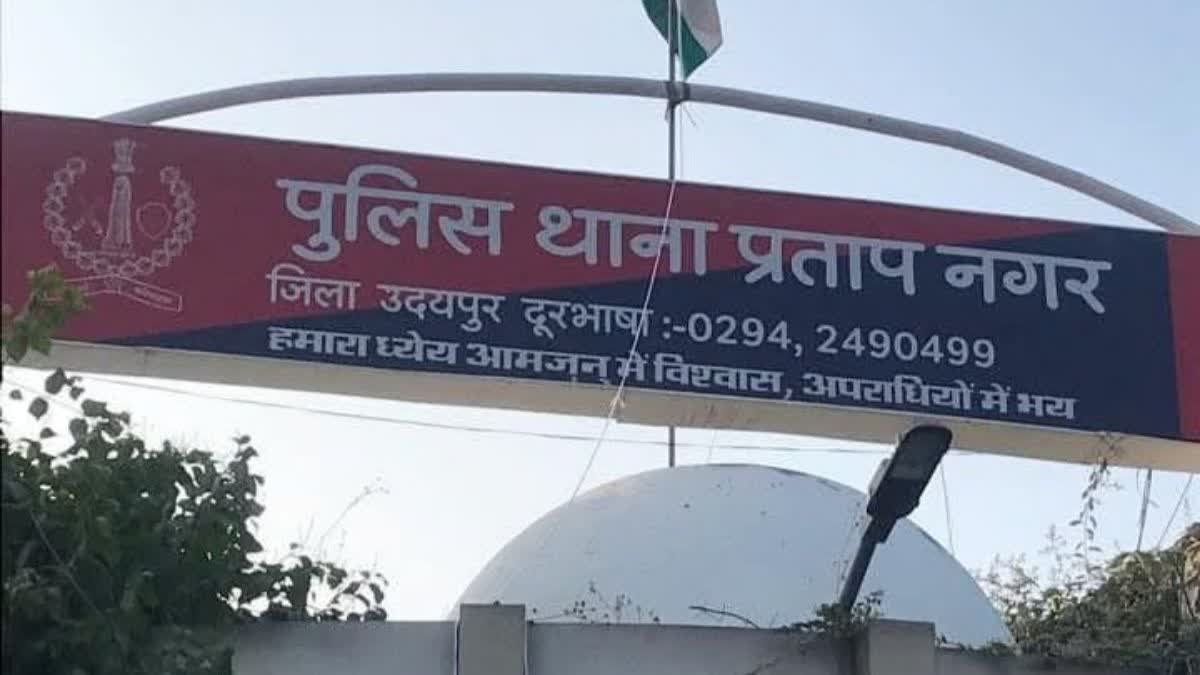 पुलिस थाना प्रताप नगर
जिला उदयपुर दूरभाषा :-0294, 2490499
हमारा ध्येय आमजन में विश्वास, अपराधियों में भय